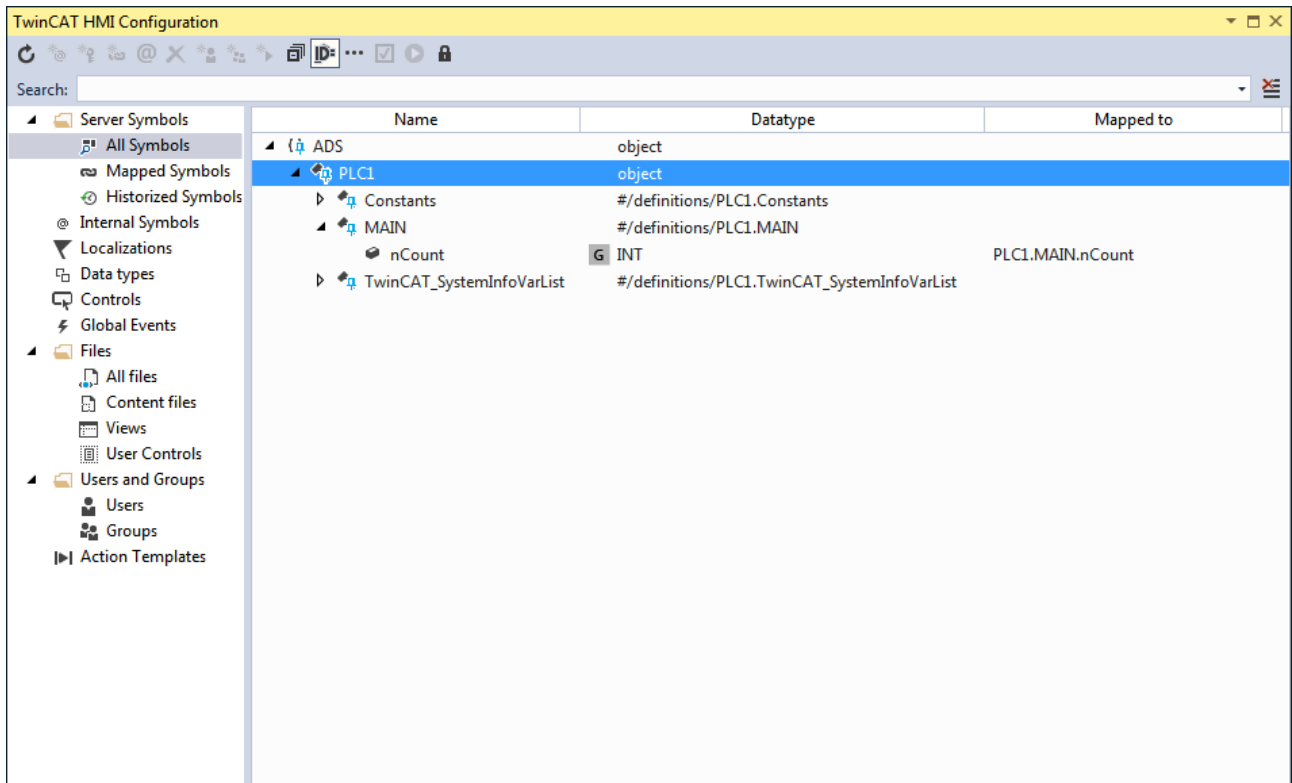 TwinCAT HMI Configuration
Search:
Server Symbols
All Symbols
Mapped Symbols
Historized Symbols
Internal Symbols
Localizations
Data types
Controls
Global Events
Files
All files
Content files
Views
User Controls
Users and Groups
Users
Groups
Action Templates
Name Datatype Mapped to
ADS object
PLC1 object
Constants #/definitions/PLC1.Constants
MAIN #/definitions/PLC1.MAIN
nCount G INT PLC1.MAIN.nCount
TwinCAT_SystemInfoVarList #/definitions/PLC1.TwinCAT_SystemInfoVarList